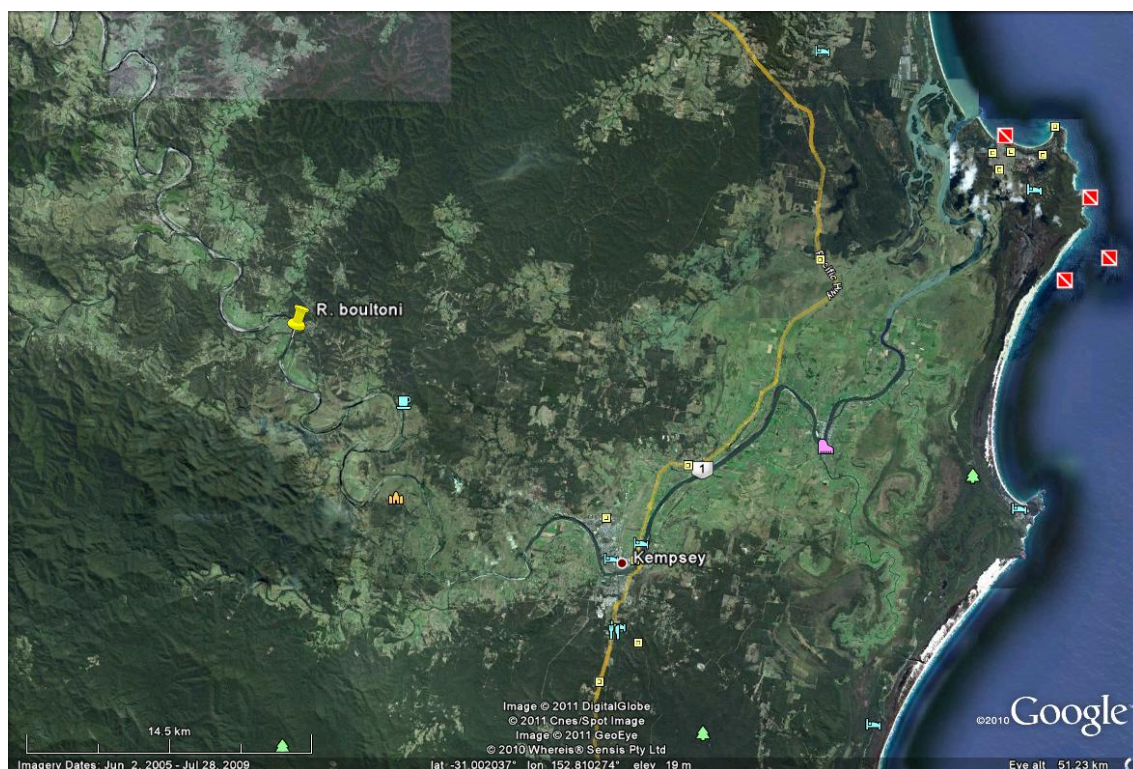 R. boultoni
Pacific Hwy
1
Kempsey
Image © 2011 DigitalGlobe
© 2011 Cnes/Spot Image
Image © 2011 GeoEye
© 2010 Whereis® Sensis Pty Ltd
©2010 Google
14.5 km
Imagery Dates: Jun 2, 2005 - Jul 28, 2009
lat -31.002037° lon 152.810274° elev 19 m
Eye alt 51.23 km